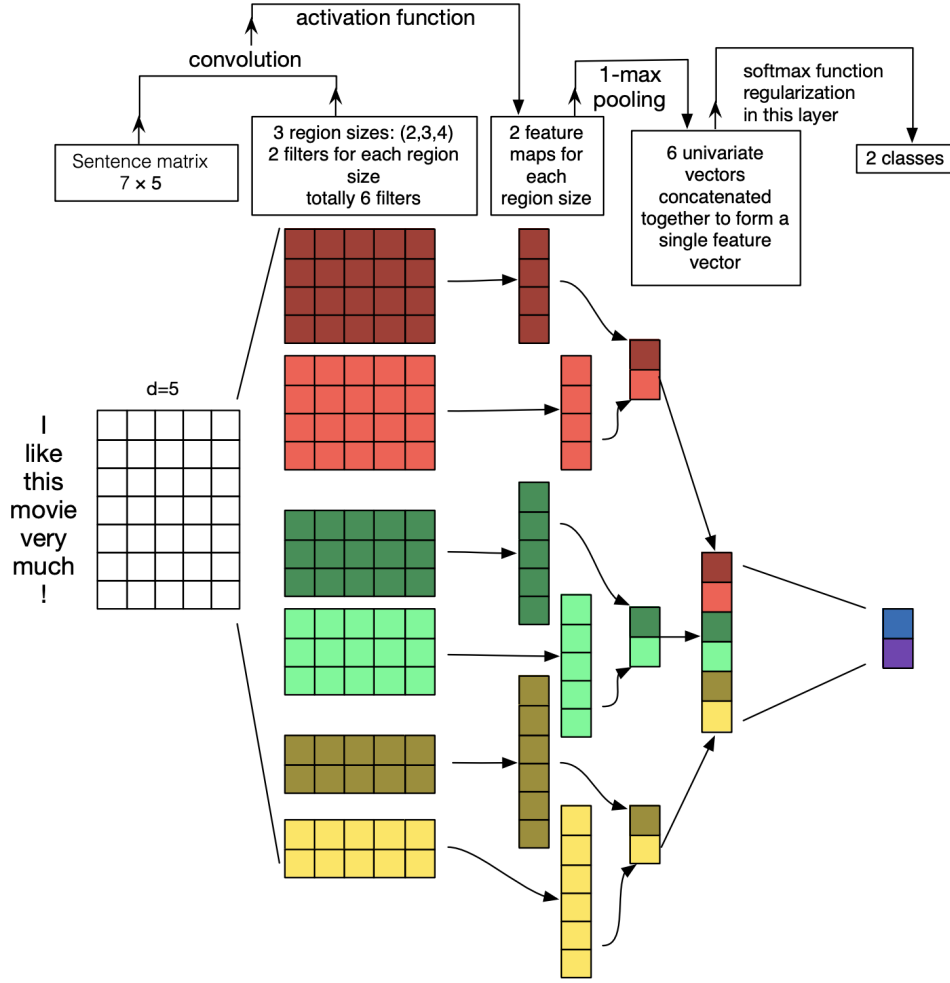 activation function
convolution
1-max
pooling
softmax function
regularization
in this layer
Sentence matrix
7 × 5
3 region sizes: (2,3,4)
2 filters for each region
size
totally 6 filters
2 feature
maps for
each
region size
6 univariate
vectors
concatenated
together to form a
single feature
vector
2 classes
d=5
I
like
this
movie
very
much
!